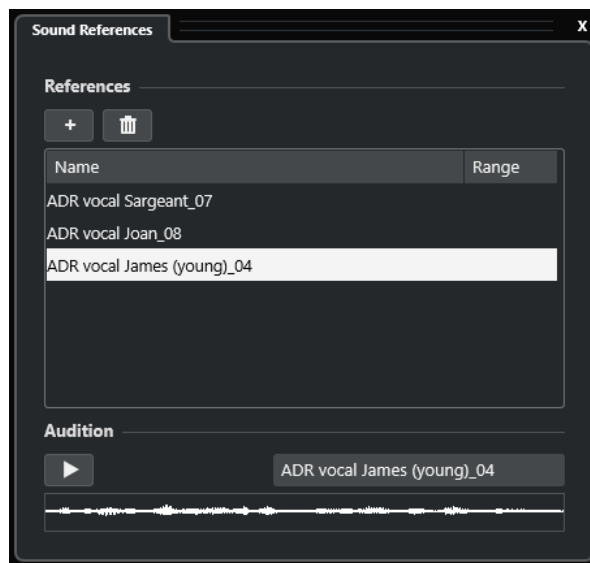 Sound References
X
References
+
Name Range
ADR vocal Sargeant_07
ADR vocal Joan_08
ADR vocal James (young)_04
Audition
ADR vocal James (young)_04